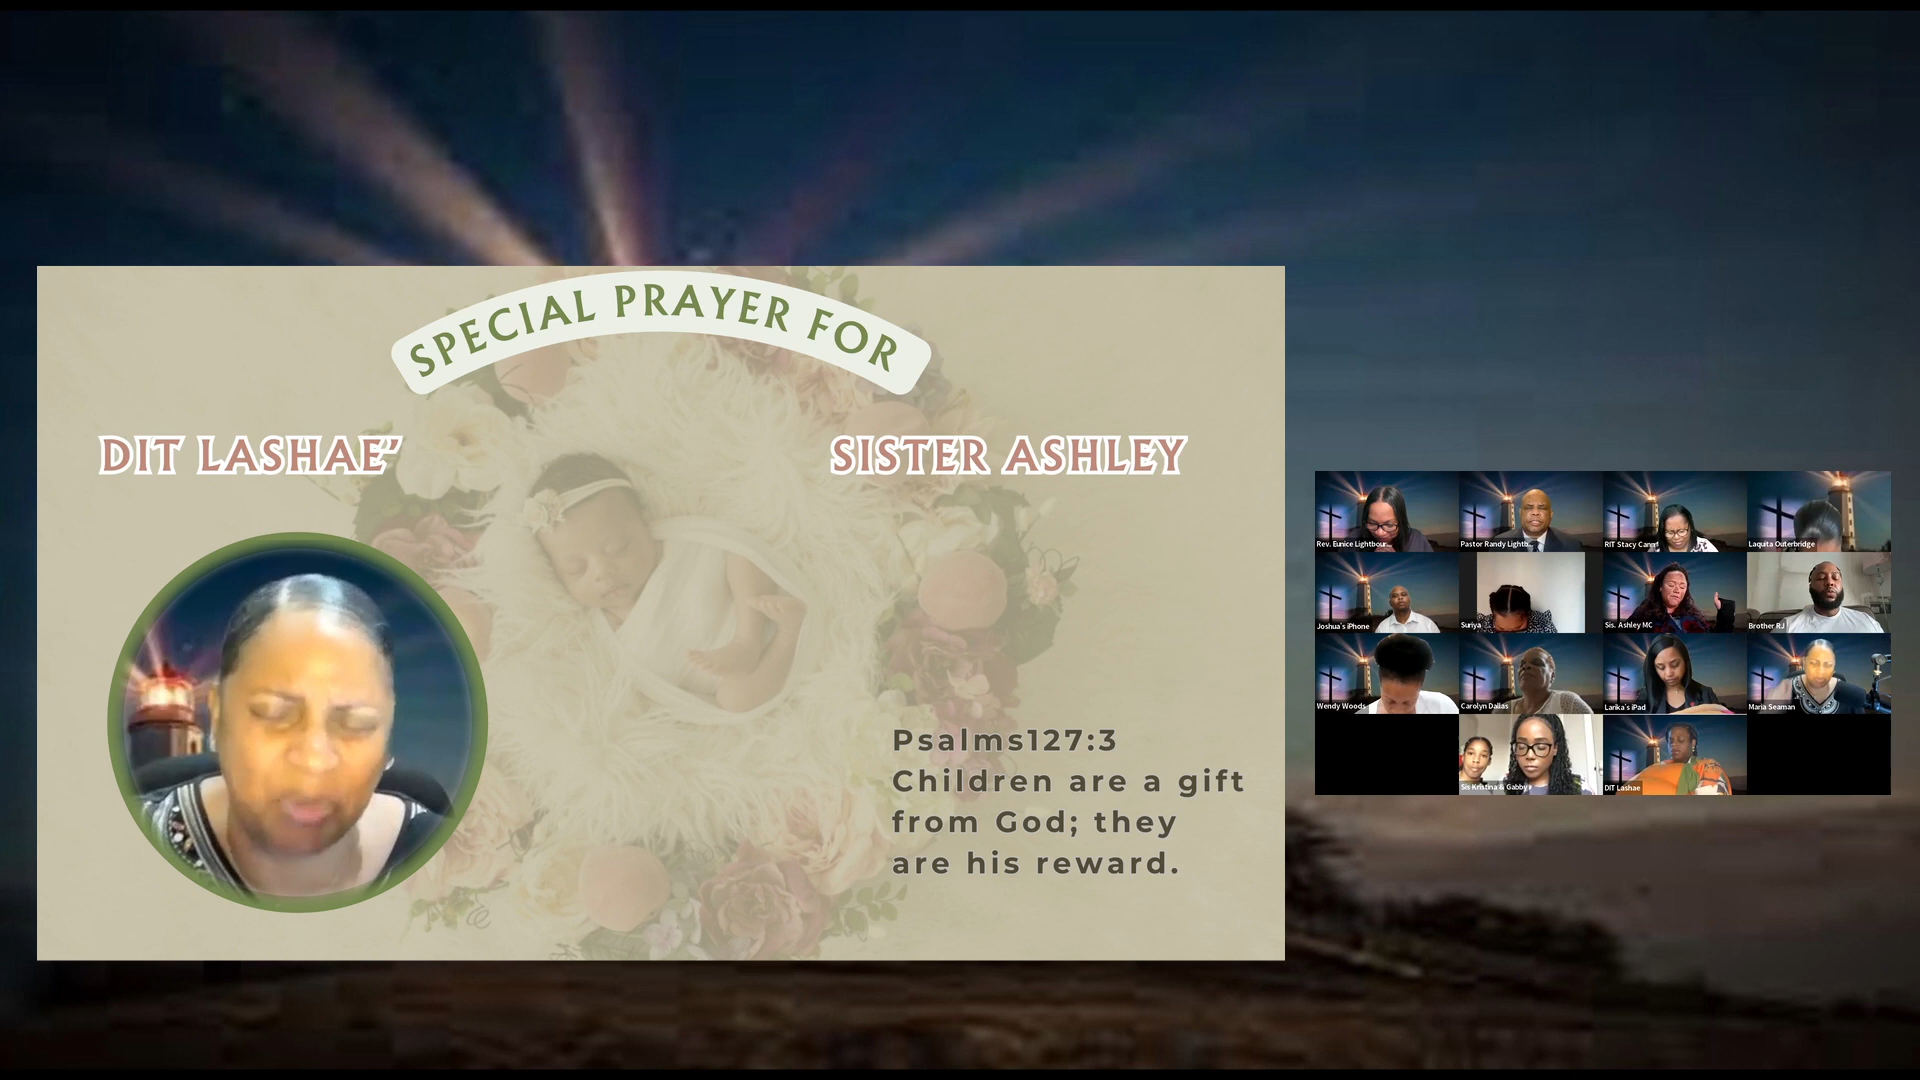 SPECIAL PRAYER FOR
DIT LASHAE'
SISTER ASHLEY
Psalms127:3
Children are a gift
from God; they
are his reward.
Rev. Eunice Lightbour...
Pastor Randy Lightb...
RIT Stacy Cann
Laquita Outerbridge
Joshua's iPhone
Suriya
Sis. Ashley MC
Brother RJ
Wendy Woods
Carolyn Dallas
Larika's iPad
Maria Seaman
Sis Kristina & Gabby
DIT Lashae